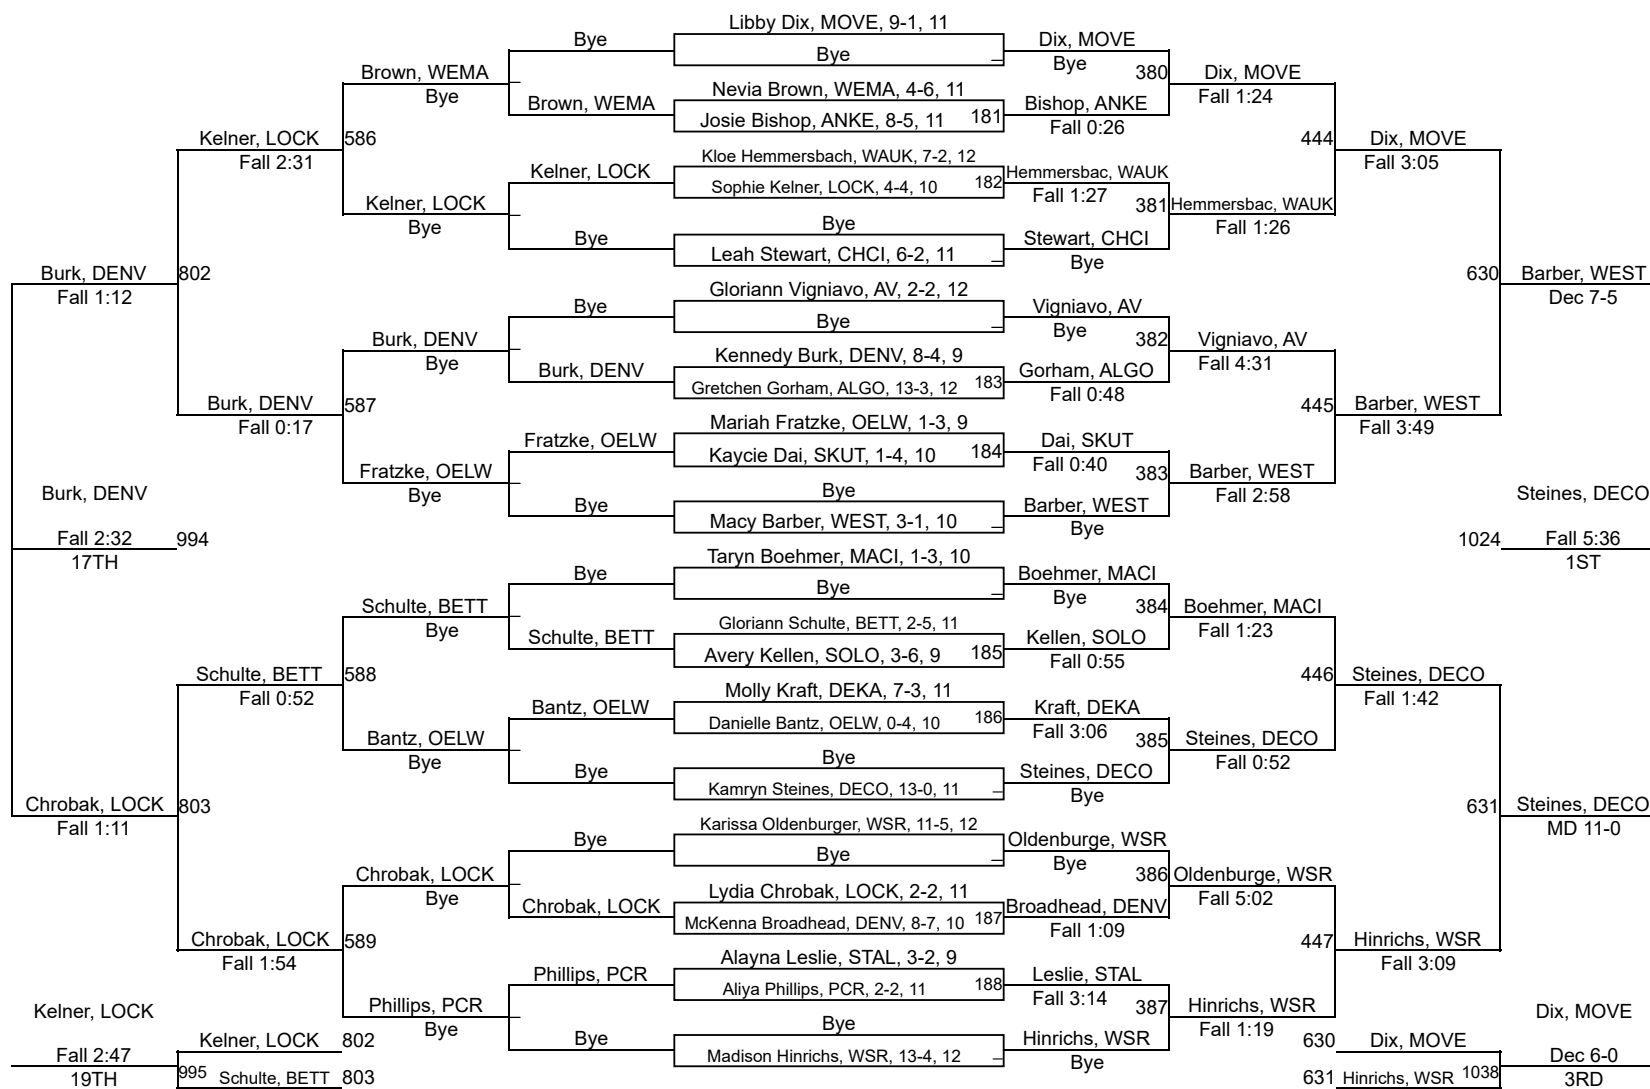 Libby Dix, MOVE, 9-1, 11
Bye Bye Dix, MOVE
Brown, WEMA Bye 380 Dix, MOVE
Bye Nevia Brown, WEMA, 4-6, 11 Fall 1:24
Brown, WEMA Josie Bishop, ANKE, 8-5, 11 181 Bishop, ANKE
Fall 0:26
Kelner, LOCK 586 444 Dix, MOVE
Fall 2:31 Kloe Hemmersbach, WAUK, 7-2, 12 Fall 3:05
Kelner, LOCK Sophie Kelner, LOCK, 4-4, 10 182 Hemmersbac, WAUK
Fall 1:27
Kelner, LOCK 381 Hemmersbac, WAUK
Bye Bye Fall 1:26
Bye Leah Stewart, CHCI, 6-2, 11 Stewart, CHCI
Bye
Burk, DENV 802 630 Barber, WEST
Fall 1:12 Gloriann Vigniavo, AV, 2-2, 12 Dec 7-5
Bye Bye Vigniavo, AV
Bye
Burk, DENV 382 Vigniavo, AV
Bye Kennedy Burk, DENV, 8-4, 9 Fall 4:31
Burk, DENV Gretchen Gorham, ALGO, 13-3, 12 183 Gorham, ALGO
Fall 0:48
Burk, DENV 587 445 Barber, WEST
Fall 0:17 Mariah Fratzke, OELW, 1-3, 9 Fall 3:49
Fratzke, OELW Kaycie Dai, SKUT, 1-4, 10 184 Dai, SKUT
Fall 0:40
Fratzke, OELW 383 Barber, WEST
Bye Bye Fall 2:58
Burk, DENV Steines, DECO
Bye Macy Barber, WEST, 3-1, 10 Barber, WEST
Bye
Fall 2:32 994 1024 Fall 5:36
17TH Taryn Boehmer, MACI, 1-3, 10 1ST
Bye Bye Boehmer, MACI
Bye
Schulte, BETT 384 Boehmer, MACI
Bye Gloriann Schulte, BETT, 2-5, 11 Fall 1:23
Schulte, BETT Avery Kellen, SOLO, 3-6, 9 185 Kellen, SOLO
Fall 0:55
Schulte, BETT 588 446 Steines, DECO
Fall 0:52 Molly Kraft, DEKA, 7-3, 11 Fall 1:42
Bantz, OELW Danielle Bantz, OELW, 0-4, 10 186 Kraft, DEKA
Fall 3:06
Bantz, OELW 385 Steines, DECO
Bye Bye Fall 0:52
Bye Kamryn Steines, DECO, 13-0, 11 Steines, DECO
Bye
Chrobak, LOCK 803 631 Steines, DECO
Fall 1:11 Karissa Oldenburger, WSR, 11-5, 12 MD 11-0
Bye Bye Oldenburge, WSR
Bye
Chrobak, LOCK 386 Oldenburge, WSR
Bye Lydia Chrobak, LOCK, 2-2, 11 Fall 5:02
Chrobak, LOCK McKenna Broadhead, DENV, 8-7, 10 187 Broadhead, DENV
Fall 1:09
Chrobak, LOCK 589 447 Hinrichs, WSR
Fall 1:54 Alayna Leslie, STAL, 3-2, 9 Fall 3:09
Phillips, PCR Aliya Phillips, PCR, 2-2, 11 188 Leslie, STAL
Fall 3:14
Kelner, LOCK Phillips, PCR 387 Hinrichs, WSR Dix, MOVE
Bye Bye Fall 1:19
Kelner, LOCK 802 Bye Hinrichs, WSR 630 Dix, MOVE
Fall 2:47 Madison Hinrichs, WSR, 13-4, 12 Bye Dec 6-0
19TH 995 Schulte, BETT 803 631 Hinrichs, WSR 1038 3RD